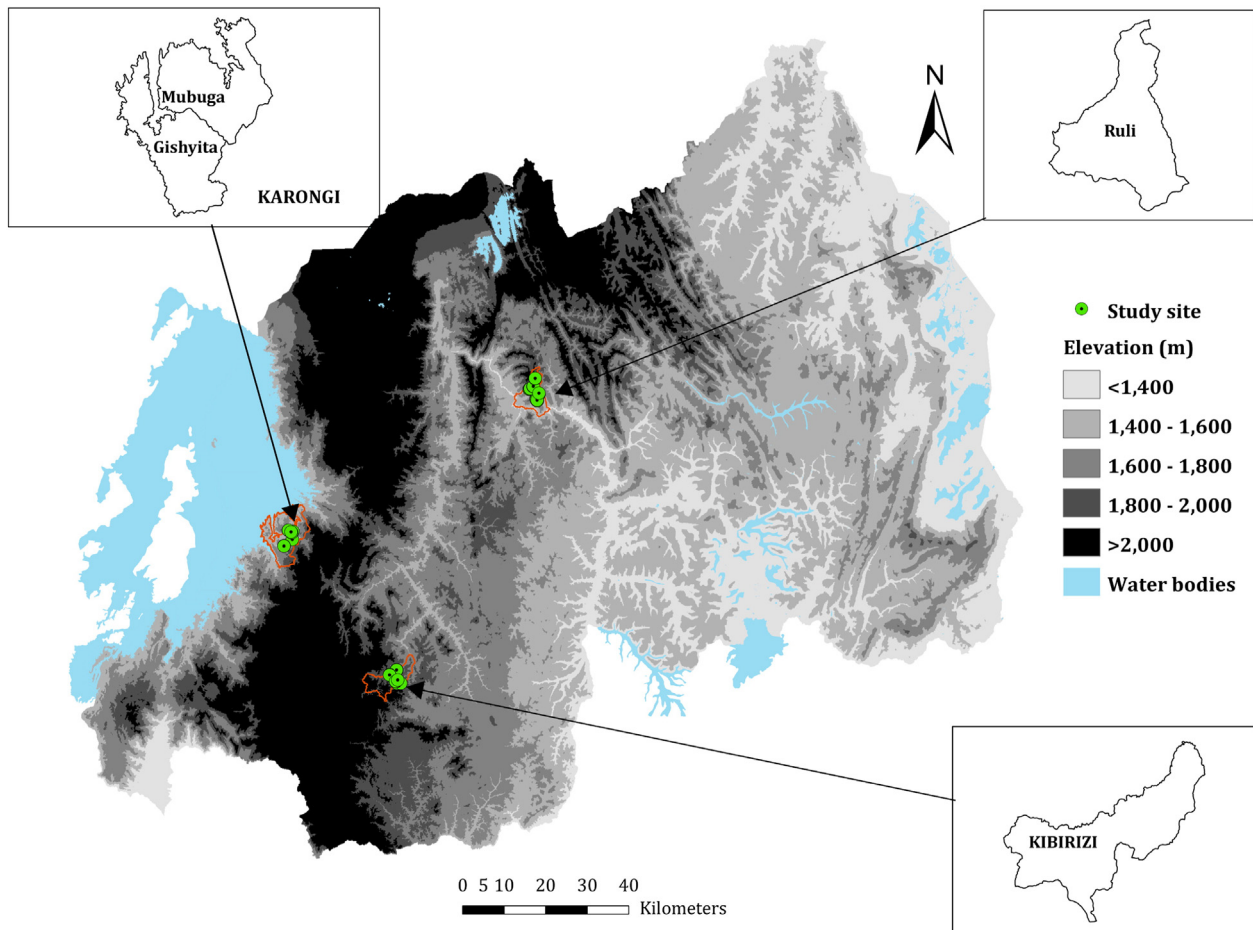 Mubuga
Gishyita
KARONGI
N
Ruli
Study site
Elevation (m)
<1,400
1,400 - 1,600
1,600 - 1,800
1,800 - 2,000
>2,000
Water bodies
KIBIRIZI
0 5 10 20 30 40
Kilometers